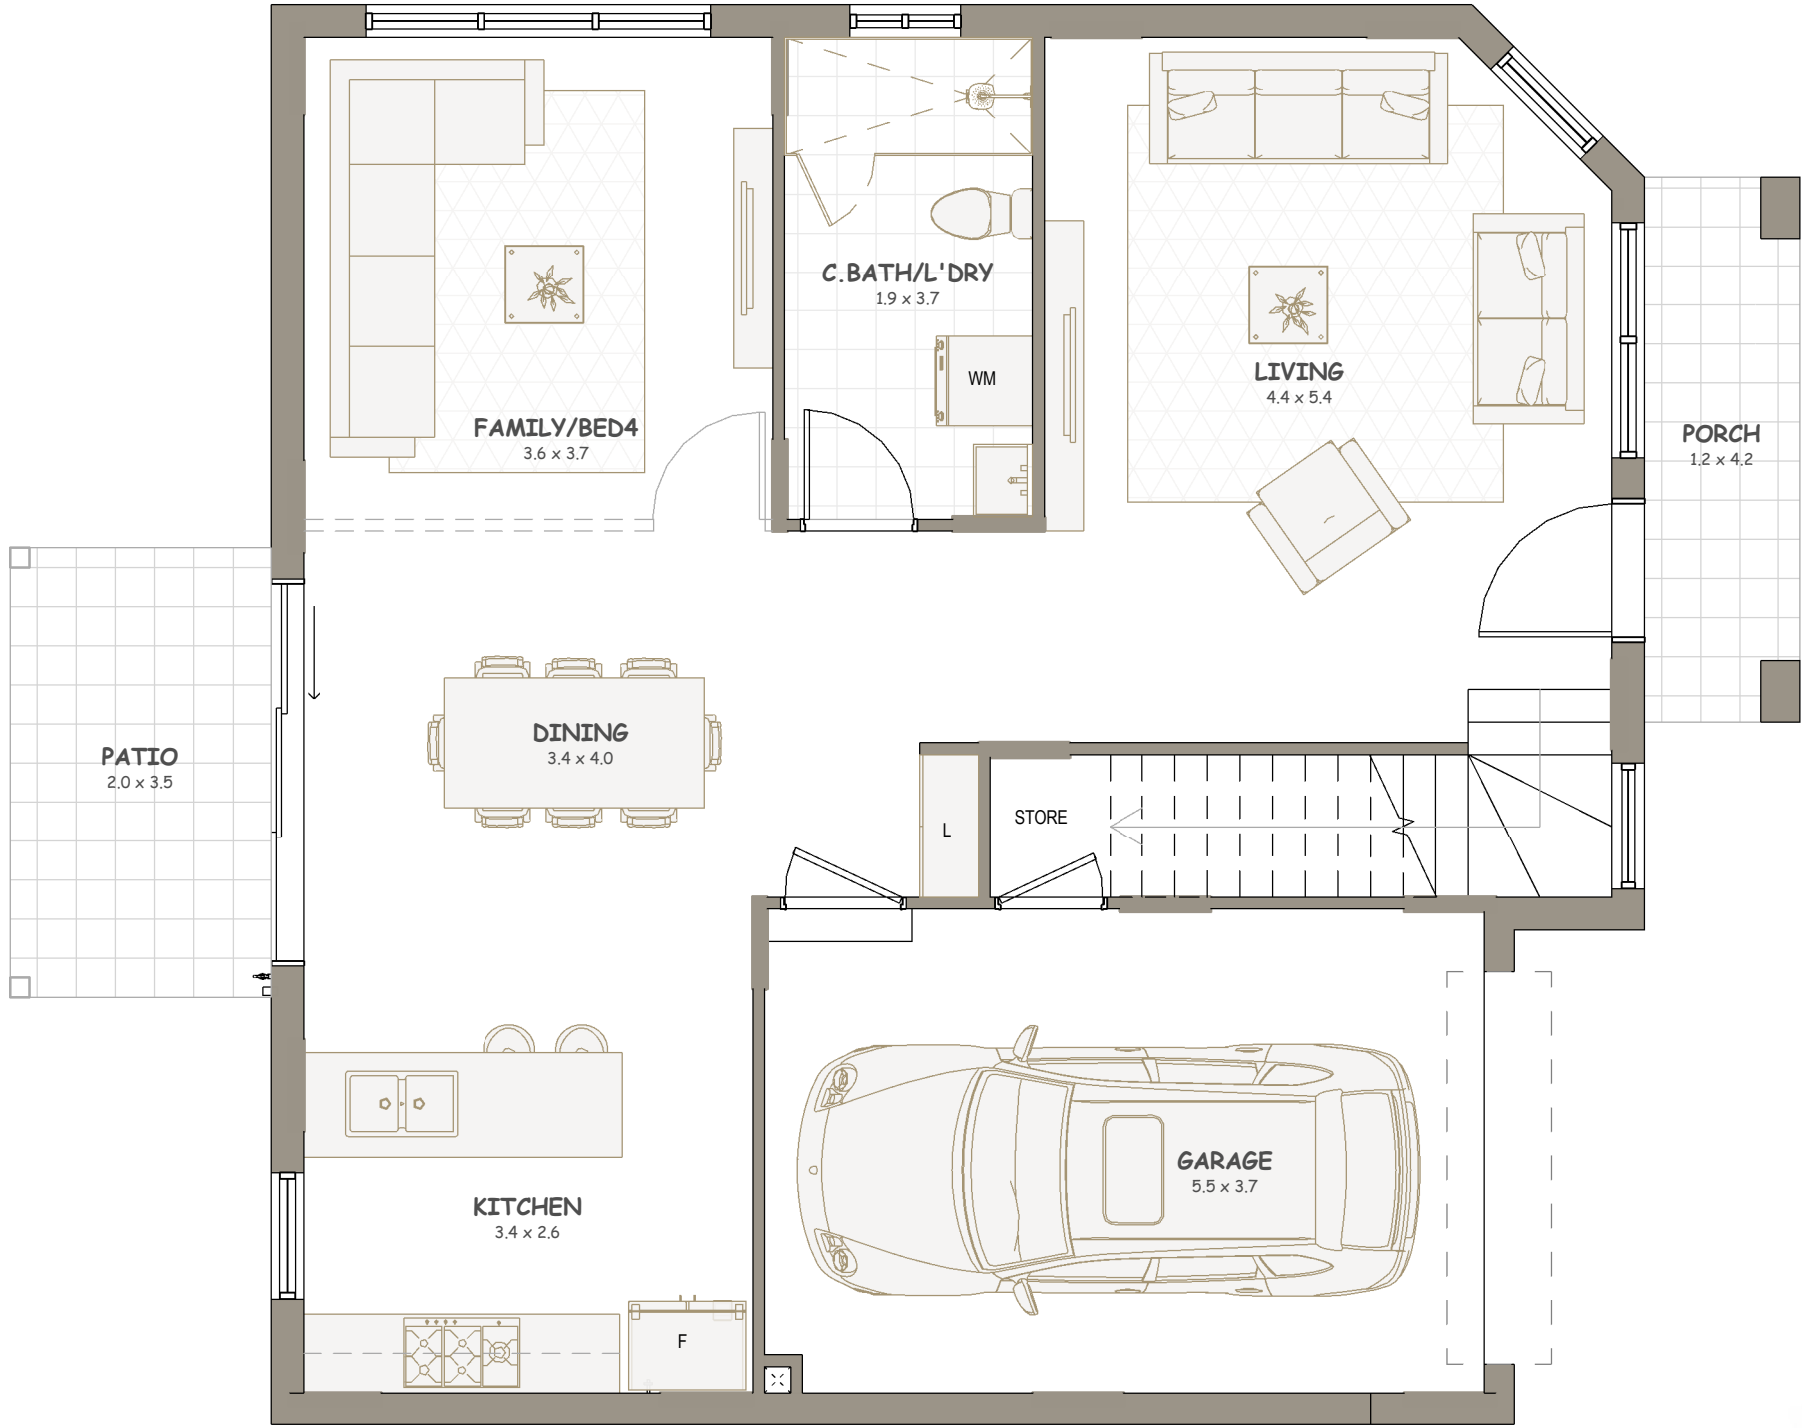 C.BATH/L'DRY
1.9 x 3.7
WM
LIVING
4.4 x 5.4
FAMILY/BED4
3.6 x 3.7
PORCH
1.2 x 4.2
DINING
3.4 x 4.0
PATIO
2.0 x 3.5
L
STORE
GARAGE
5.5 x 3.7
KITCHEN
3.4 x 2.6
F